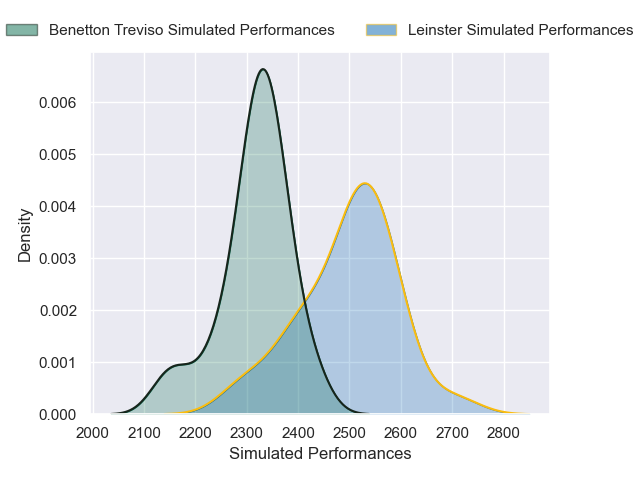 Benetton Treviso Simulated Performances Leinster Simulated Performances
0.006
0.005
0.004
0.003
0.002
0.001
0.000
Density
2000 2100 2200 2300 2400 2500 2600 2700 2800
Simulated Performances